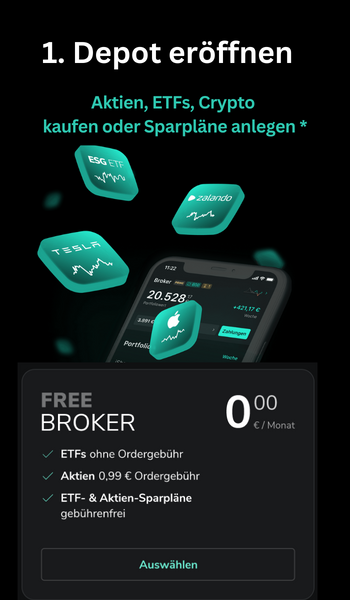 1. Depot eröffnen
Aktien, ETFs, Crypto
kaufen oder Sparpläne anlegen *
ESG ETF
zalando
TESLA
11:22
Broker
20.528
+421,17 €
Woche
Zahlungen
Portfolio
Woche
FREE
BROKER
0 00
€ / Monat
ETFs ohne Ordergebühr
Aktien 0,99 € Ordergebühr
ETF- & Aktien-Sparpläne
gebührenfrei
Auswählen